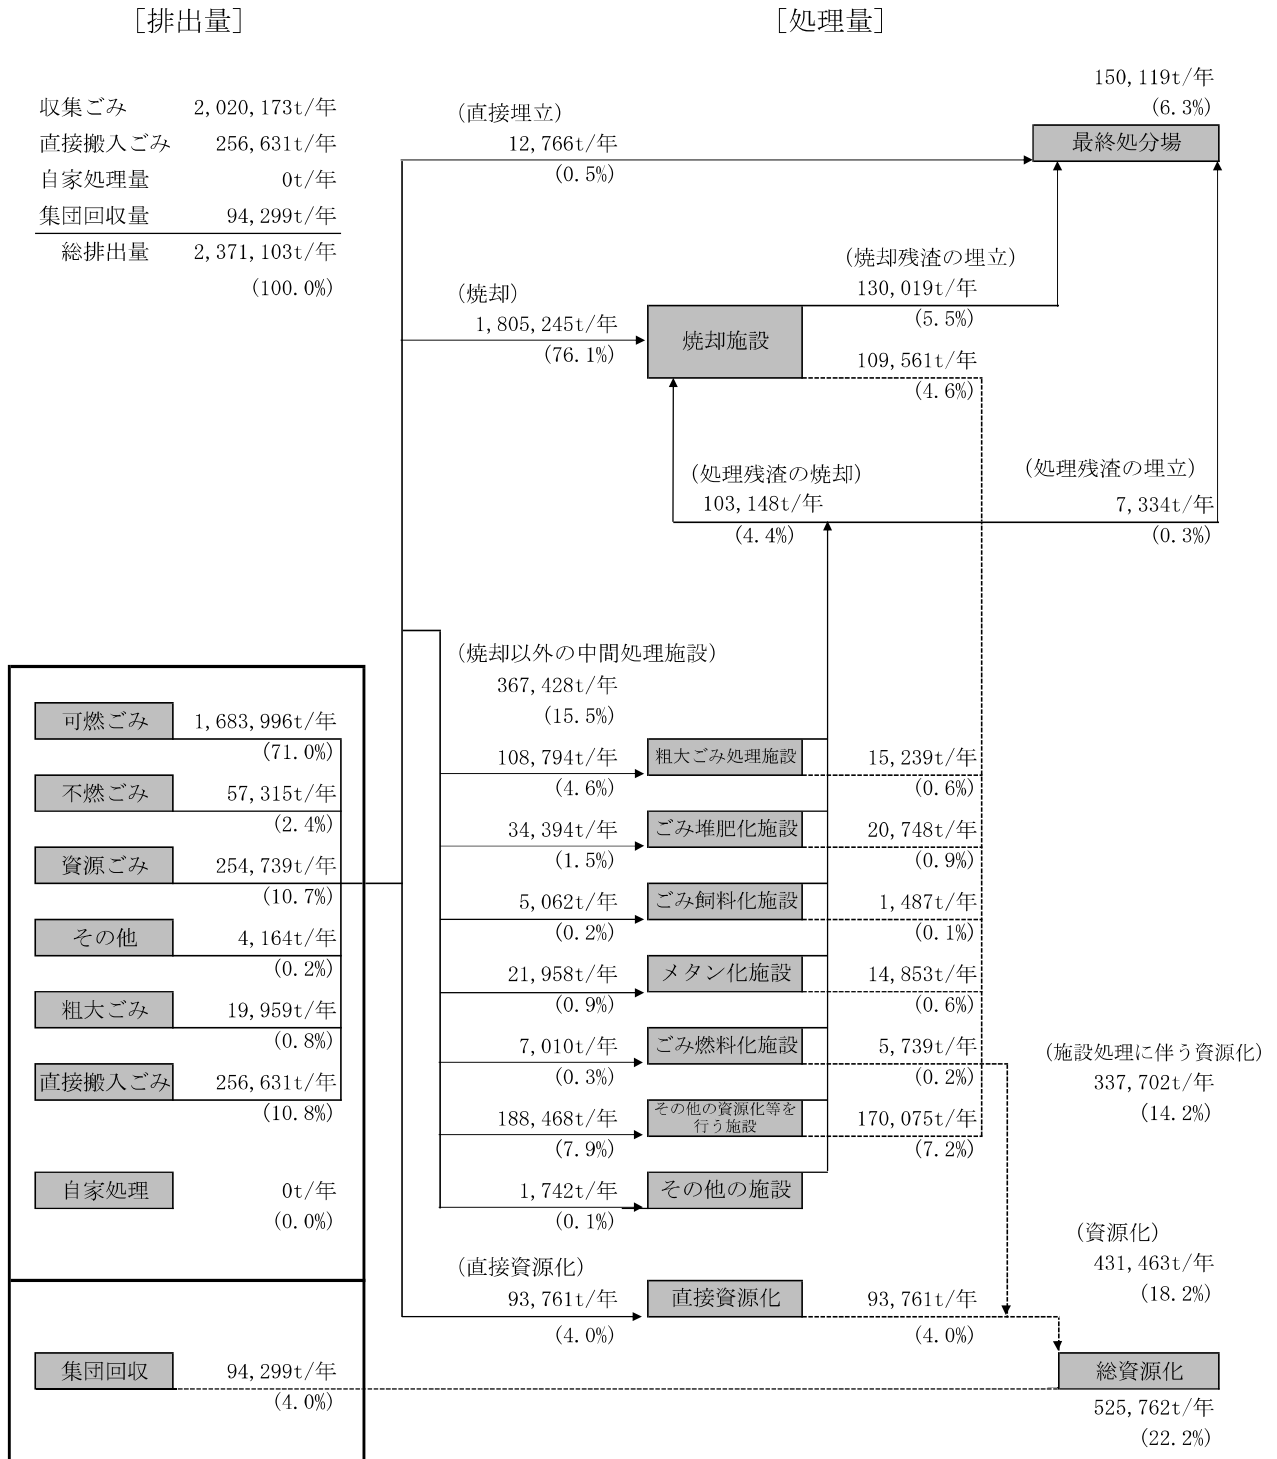 [排出量]
[処理量]
収集ごみ 2,020,173t/年
直接搬入ごみ 256,631t/年
自家処理量 0t/年
集団回収量 94,299t/年
総排出量 2,371,103t/年
(100.0%)
150,119t/年
(6.3%)
最終処分場
(直接埋立)
12,766t/年
(0.5%)
(焼却残渣の埋立)
130,019t/年
(5.5%)
(焼却)
1,805,245t/年
(76.1%)
焼却施設
109,561t/年
(4.6%)
(処理残渣の焼却)
103,148t/年
(4.4%)
(処理残渣の埋立)
7,334t/年
(0.3%)
可燃ごみ 1,683,996t/年
(71.0%)
不燃ごみ 57,315t/年
(2.4%)
資源ごみ 254,739t/年
(10.7%)
その他 4,164t/年
(0.2%)
粗大ごみ 19,959t/年
(0.8%)
直接搬入ごみ 256,631t/年
(10.8%)
自家処理 0t/年
(0.0%)
集団回収 94,299t/年
(4.0%)
(焼却以外の中間処理施設)
367,428t/年
(15.5%)
108,794t/年 粗大ごみ処理施設 15,239t/年
(4.6%) (0.6%)
34,394t/年 ごみ堆肥化施設 20,748t/年
(1.5%) (0.9%)
5,062t/年 ごみ飼料化施設 1,487t/年
(0.2%) (0.1%)
21,958t/年 メタン化施設 14,853t/年
(0.9%) (0.6%)
7,010t/年 ごみ燃料化施設 5,739t/年
(0.3%) (0.2%)
188,468t/年 その他の資源化等を
行う施設 170,075t/年
(7.9%) (7.2%)
1,742t/年 その他の施設
(0.1%)
(直接資源化)
93,761t/年 直接資源化 93,761t/年
(4.0%) (4.0%)
(施設処理に伴う資源化)
337,702t/年
(14.2%)
(資源化)
431,463t/年
(18.2%)
総資源化
525,762t/年
(22.2%)